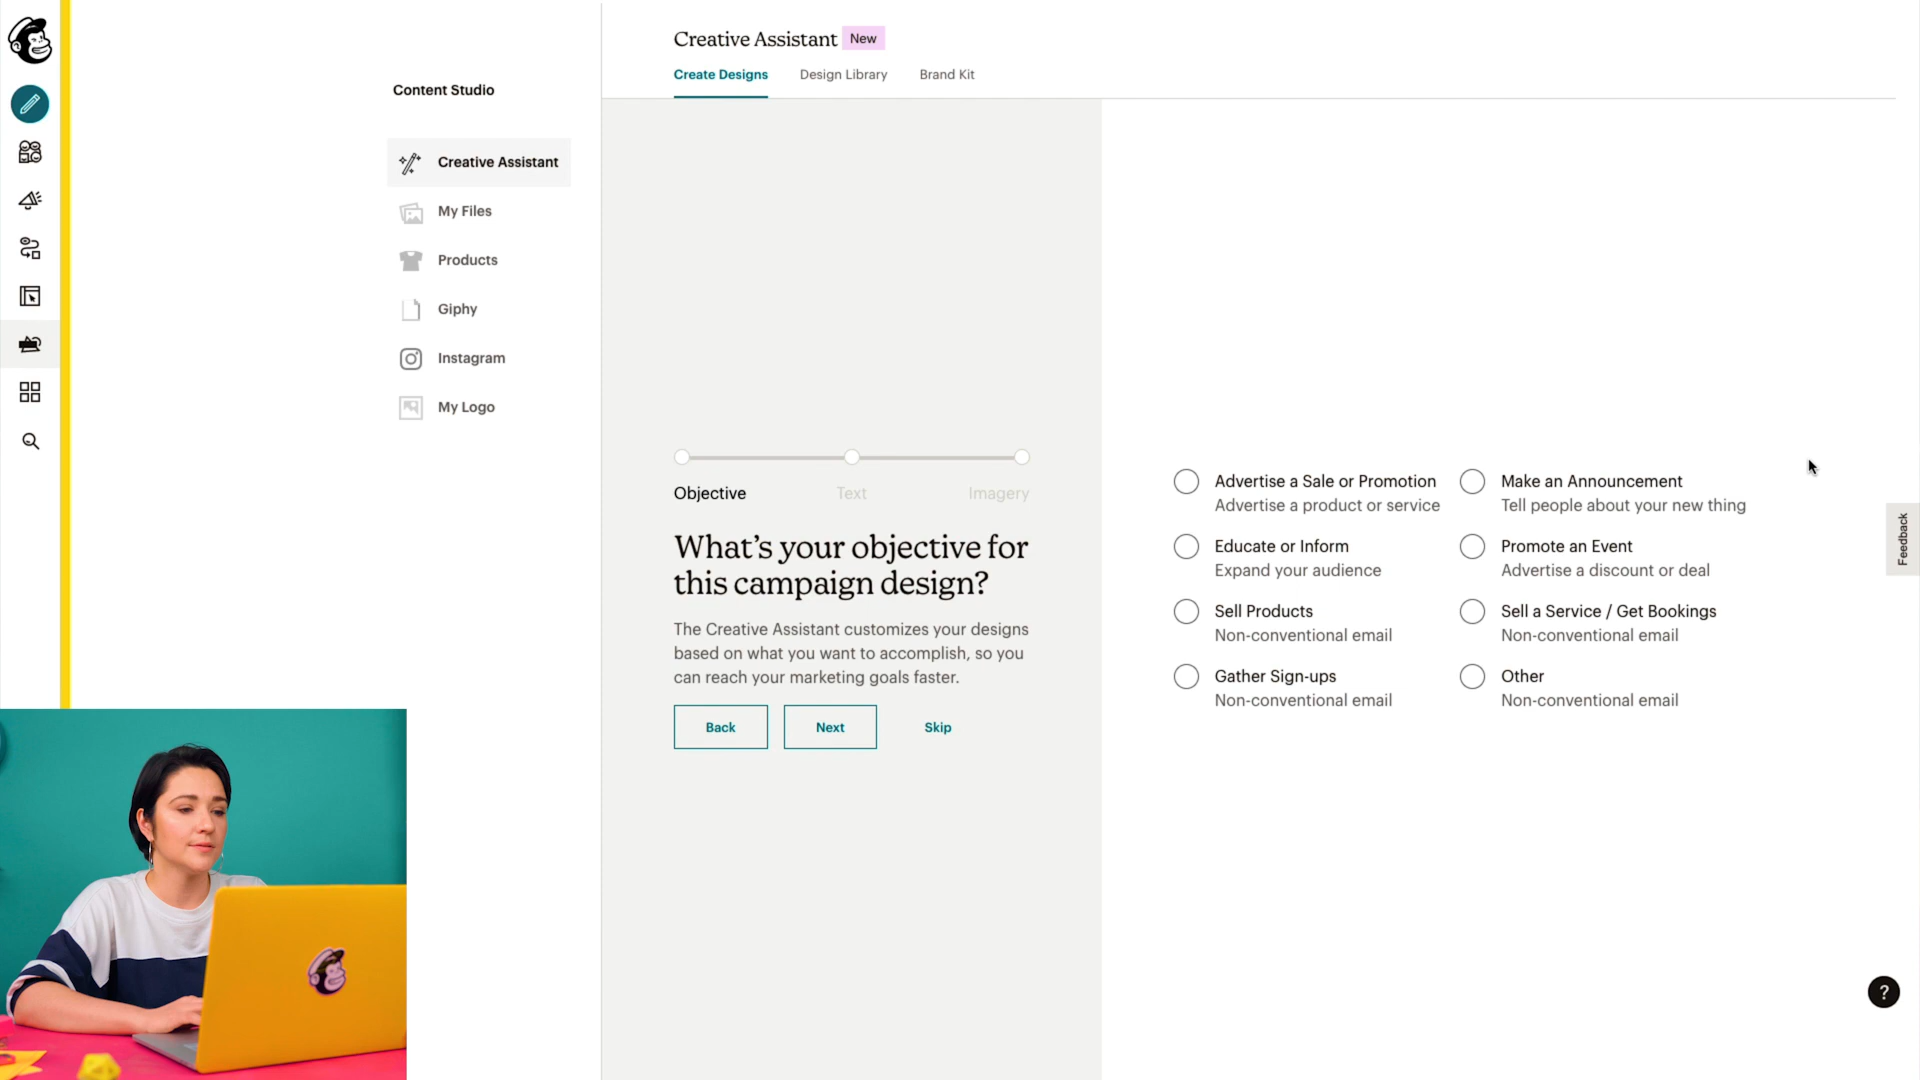 Content Studio
Creative Assistant
My Files
Products
Giphy
Instagram
My Logo
Creative Assistant New
Create Designs Design Library Brand Kit
Objective Text Imagery
What's your objective for
this campaign design?
The Creative Assistant customizes your designs
based on what you want to accomplish, so you
can reach your marketing goals faster.
Back Next Skip
Advertise a Sale or Promotion
Advertise a product or service
Make an Announcement
Tell people about your new thing
Educate or Inform
Expand your audience
Promote an Event
Advertise a discount or deal
Sell Products
Non-conventional email
Sell a Service / Get Bookings
Non-conventional email
Gather Sign-ups
Non-conventional email
Other
Non-conventional email
Feedback
?